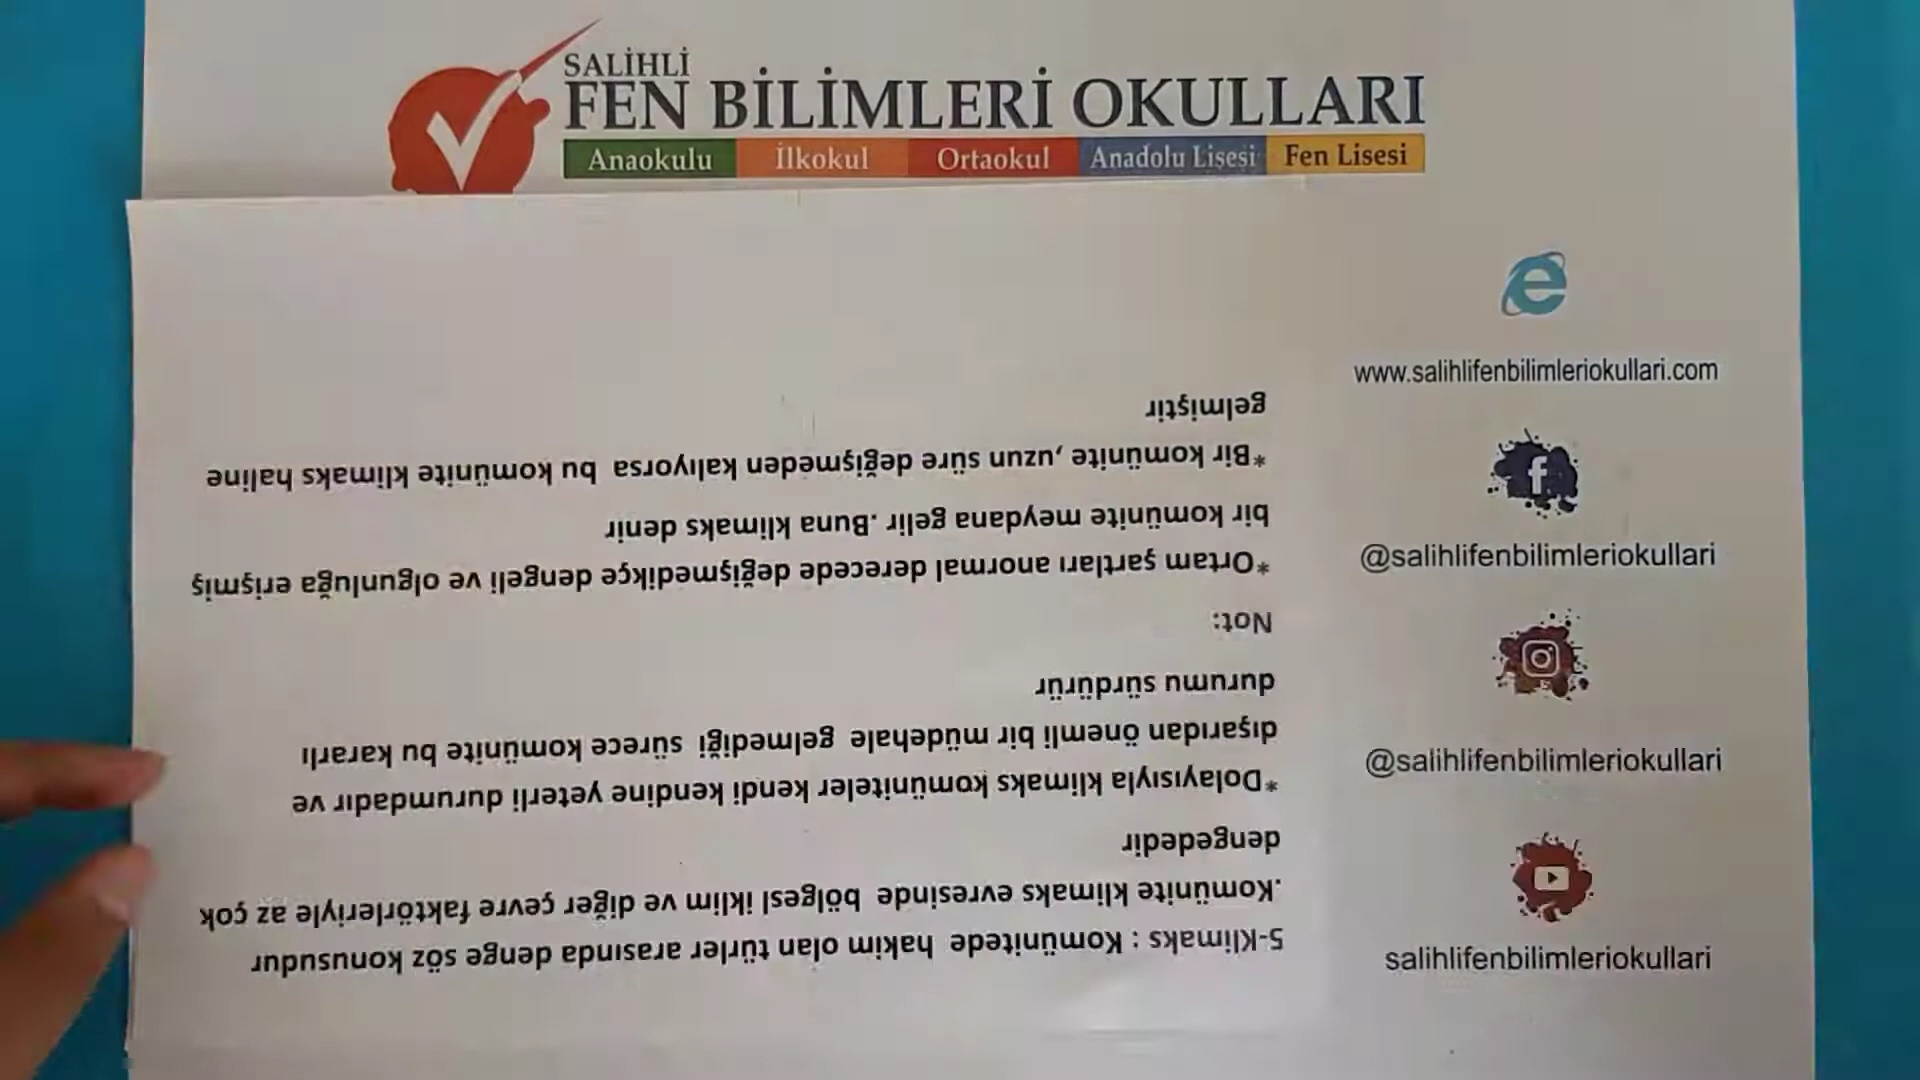 SALİHLİ
FEN BİLİMLERİ OKULLARI
Anaokulu İlkokul Ortaokul Anadolu Lisesi Fen Lisesi
www.salihlifenbilimleriokullari.com
@salihlifenbilimleriokullari
@salihlifenbilimleriokullari
salihlifenbilimleriokullari
5-Klimaks : Komünitede hakim olan türler arasında denge söz konusudur
.Komünite klimaks evresinde bölgesl iklim ve diğer çevre faktörleriyle az çok
dengededir
*Dolayısıyla klimaks komüniteler kendi kendine yeterli durumdadır ve
dışarıdan önemli bir müdehale gelmediği sürece komünite bu kararlı
durumu sürdürür
Not:
*Ortam şartları anormal derecede değişmedikçe dengeli ve olgunluğa erişmiş
bir komünite meydana gelir .Buna klimaks denir
*Bir komünite ,uzun süre değişmeden kalıyorsa bu komünite klimaks haline
gelmiştir